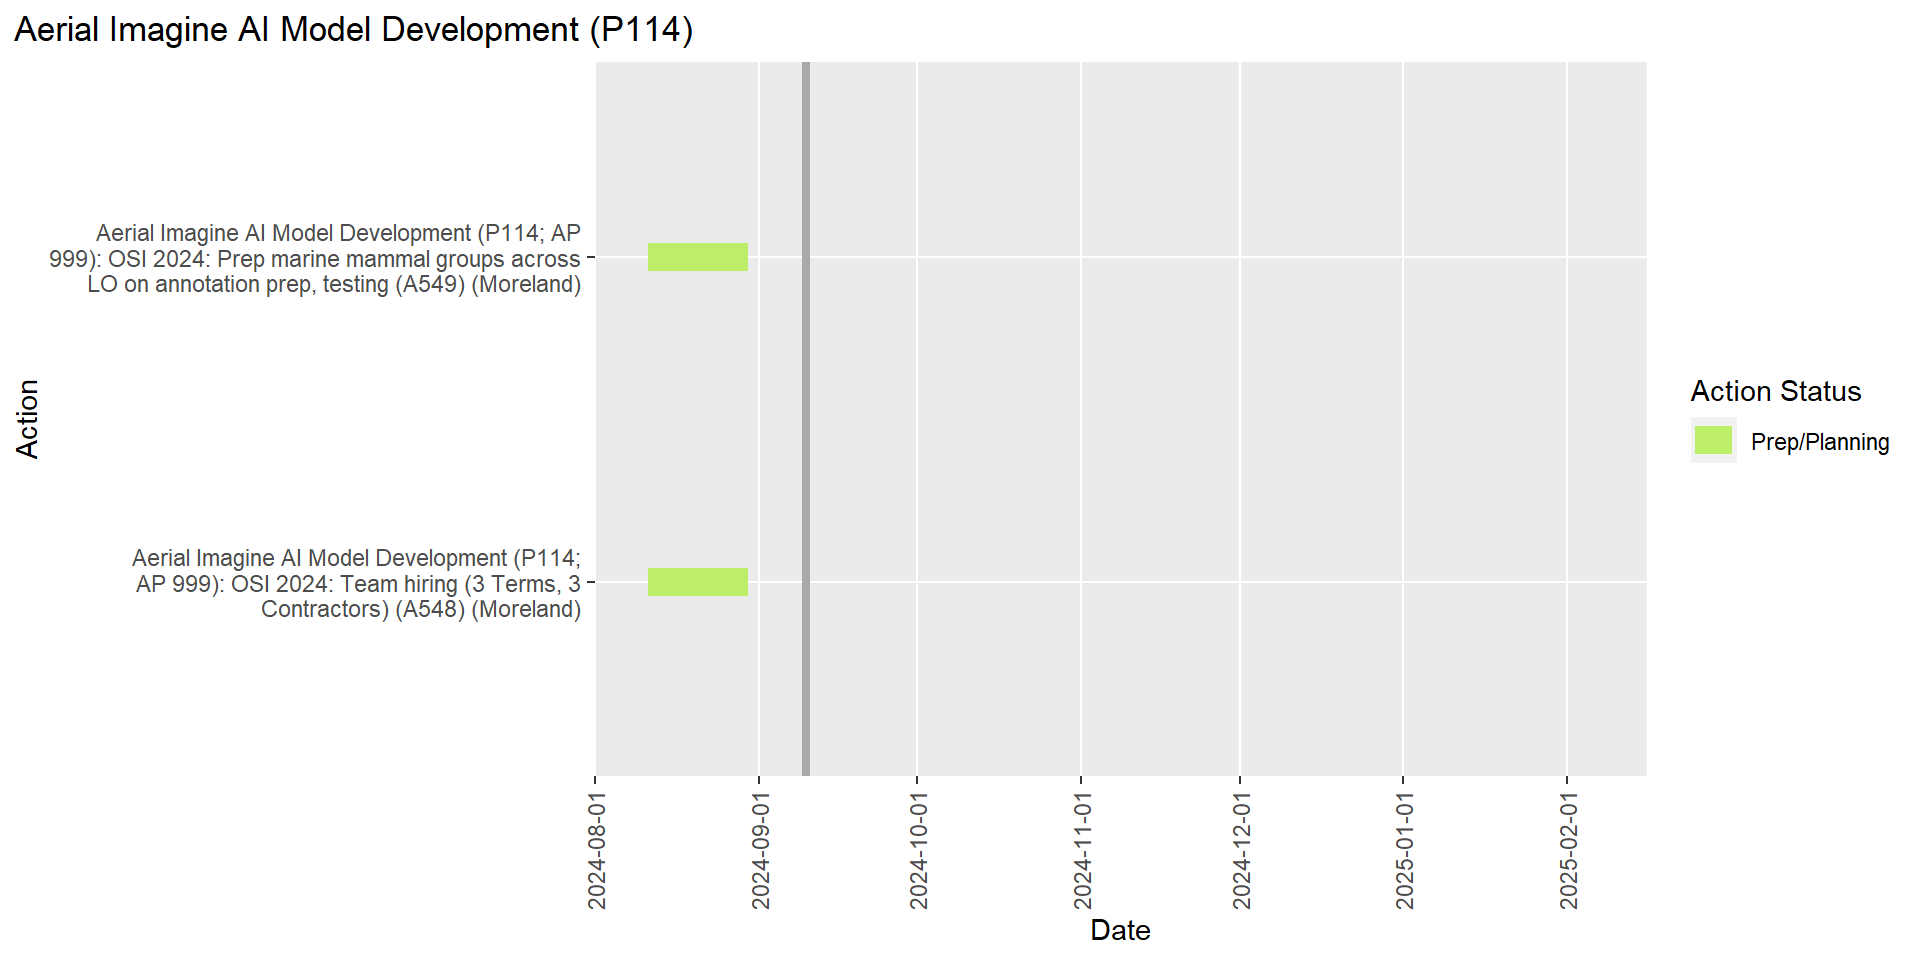 Aerial Imagine AI Model Development (P114)
Aerial Imagine AI Model Development (P114; AP
999): OSI 2024: Prep marine mammal groups across
LO on annotation prep, testing (A549) (Moreland)
Action
Aerial Imagine AI Model Development (P114;
AP 999): OSI 2024: Team hiring (3 Terms, 3
Contractors) (A548) (Moreland)
2024-08-01
2024-09-01
2024-10-01
2024-11-01
2024-12-01
2025-01-01
2025-02-01
Date
Action Status
Prep/Planning